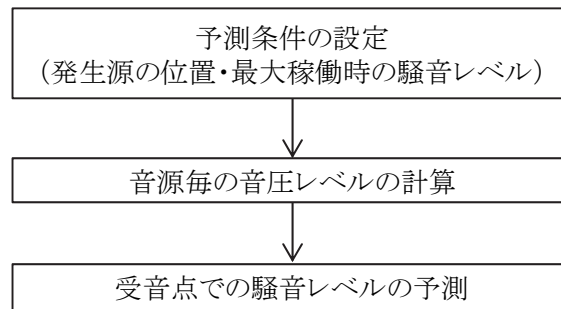 予測条件の設定
（発生源の位置・最大稼働時の騒音レベル）
音源毎の音圧レベルの計算
受音点での騒音レベルの予測